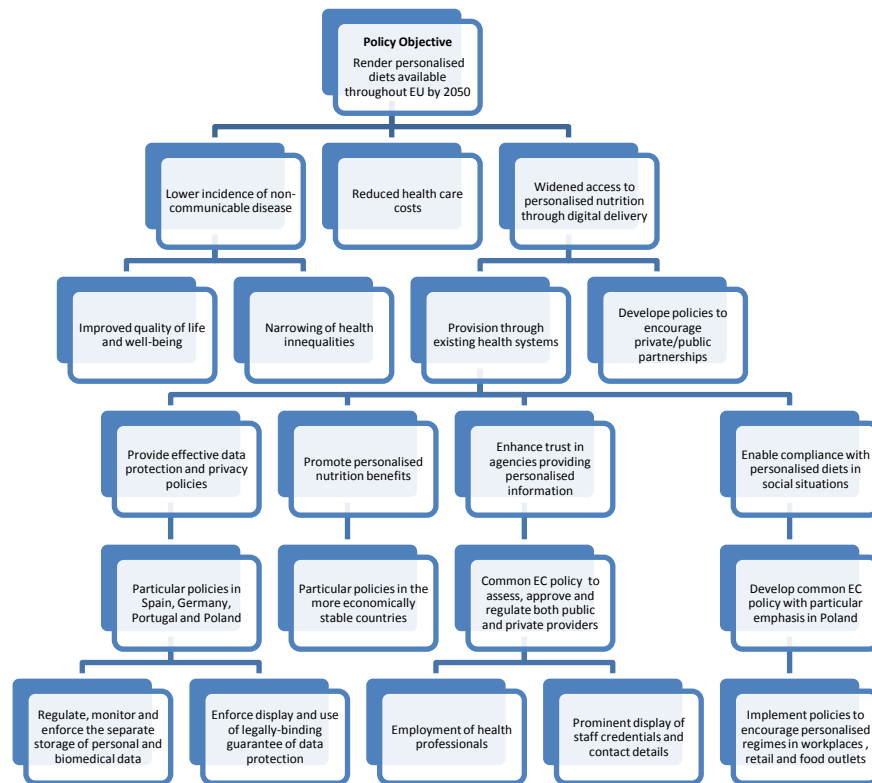 Policy Objective
Render personalised
diets available
throughout EU by 2050
Lower incidence of non-
communicable disease
Reduced health care
costs
Widened access to
personalised nutrition
through digital delivery
Improved quality of life
and well-being
Narrowing of health
innequalities
Provision through
existing health systems
Develope policies to
encourage
private/public
partnerships
Provide effective data
protection and privacy
policies
Promote personalised
nutrition benefits
Enhance trust in
agencies providing
personalised
information
Enable compliance with
personalised diets in
social situations
Particular policies in
Spain, Germany,
Portugal and Poland
Particular policies in the
more economically
stable countries
Common EC policy to
assess, approve and
regulate both public
and private providers
Develop common EC
policy with particular
emphasis in Poland
Regulate, monitor and
enforce the separate
storage of personal and
biomedical data
Enforce display and use
of legally-binding
guarantee of data
protection
Employment of health
professionals
Prominent display of
staff credentials and
contact details
Implement policies to
encourage personalised
regimes in workplaces ,
retail and food outlets